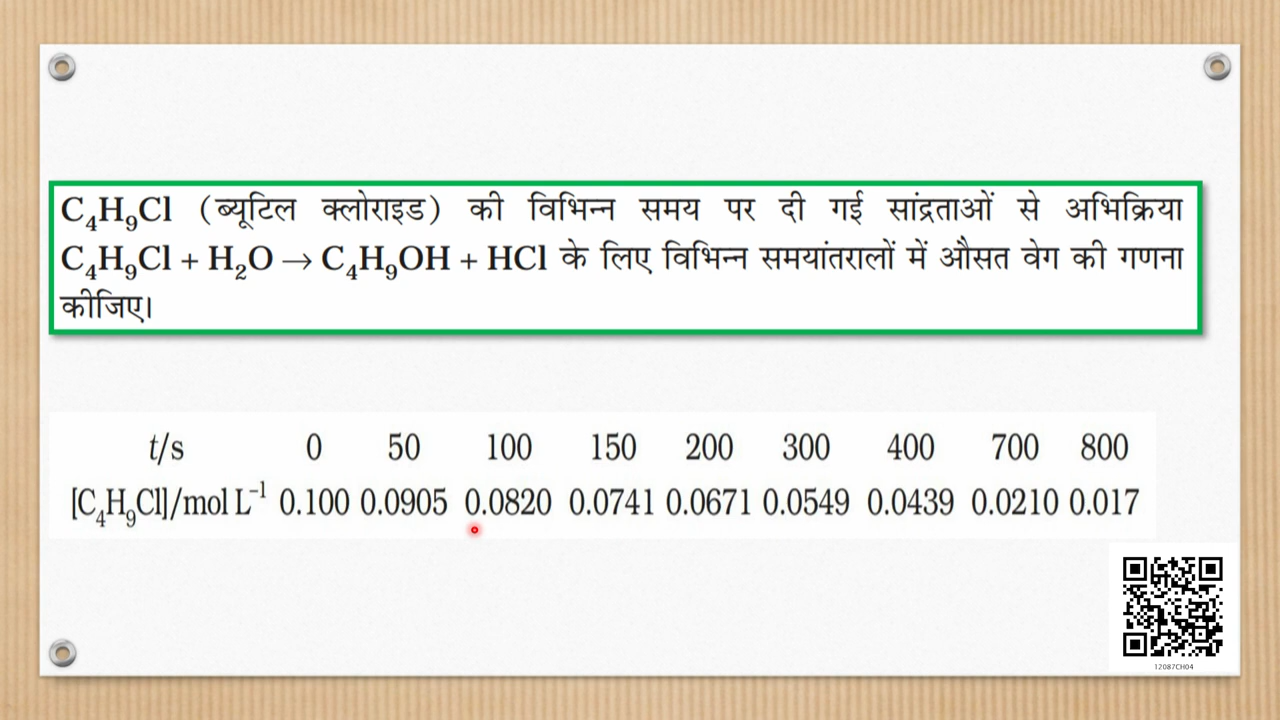 C₄H₉Cl (ब्यूटिल क्लोराइड) की विभिन्न समय पर दी गई सांद्रताओं से अभिक्रिया
C₄H₉Cl + H₂O → C₄H₉OH + HCl के लिए विभिन्न समयांतरालों में औसत वेग की गणना
कीजिए।
t/s 0 50 100 150 200 300 400 700 800
[C₄H₉Cl]/mol L⁻¹ 0.100 0.0905 0.0820 0.0741 0.0671 0.0549 0.0439 0.0210 0.017
12087CH04